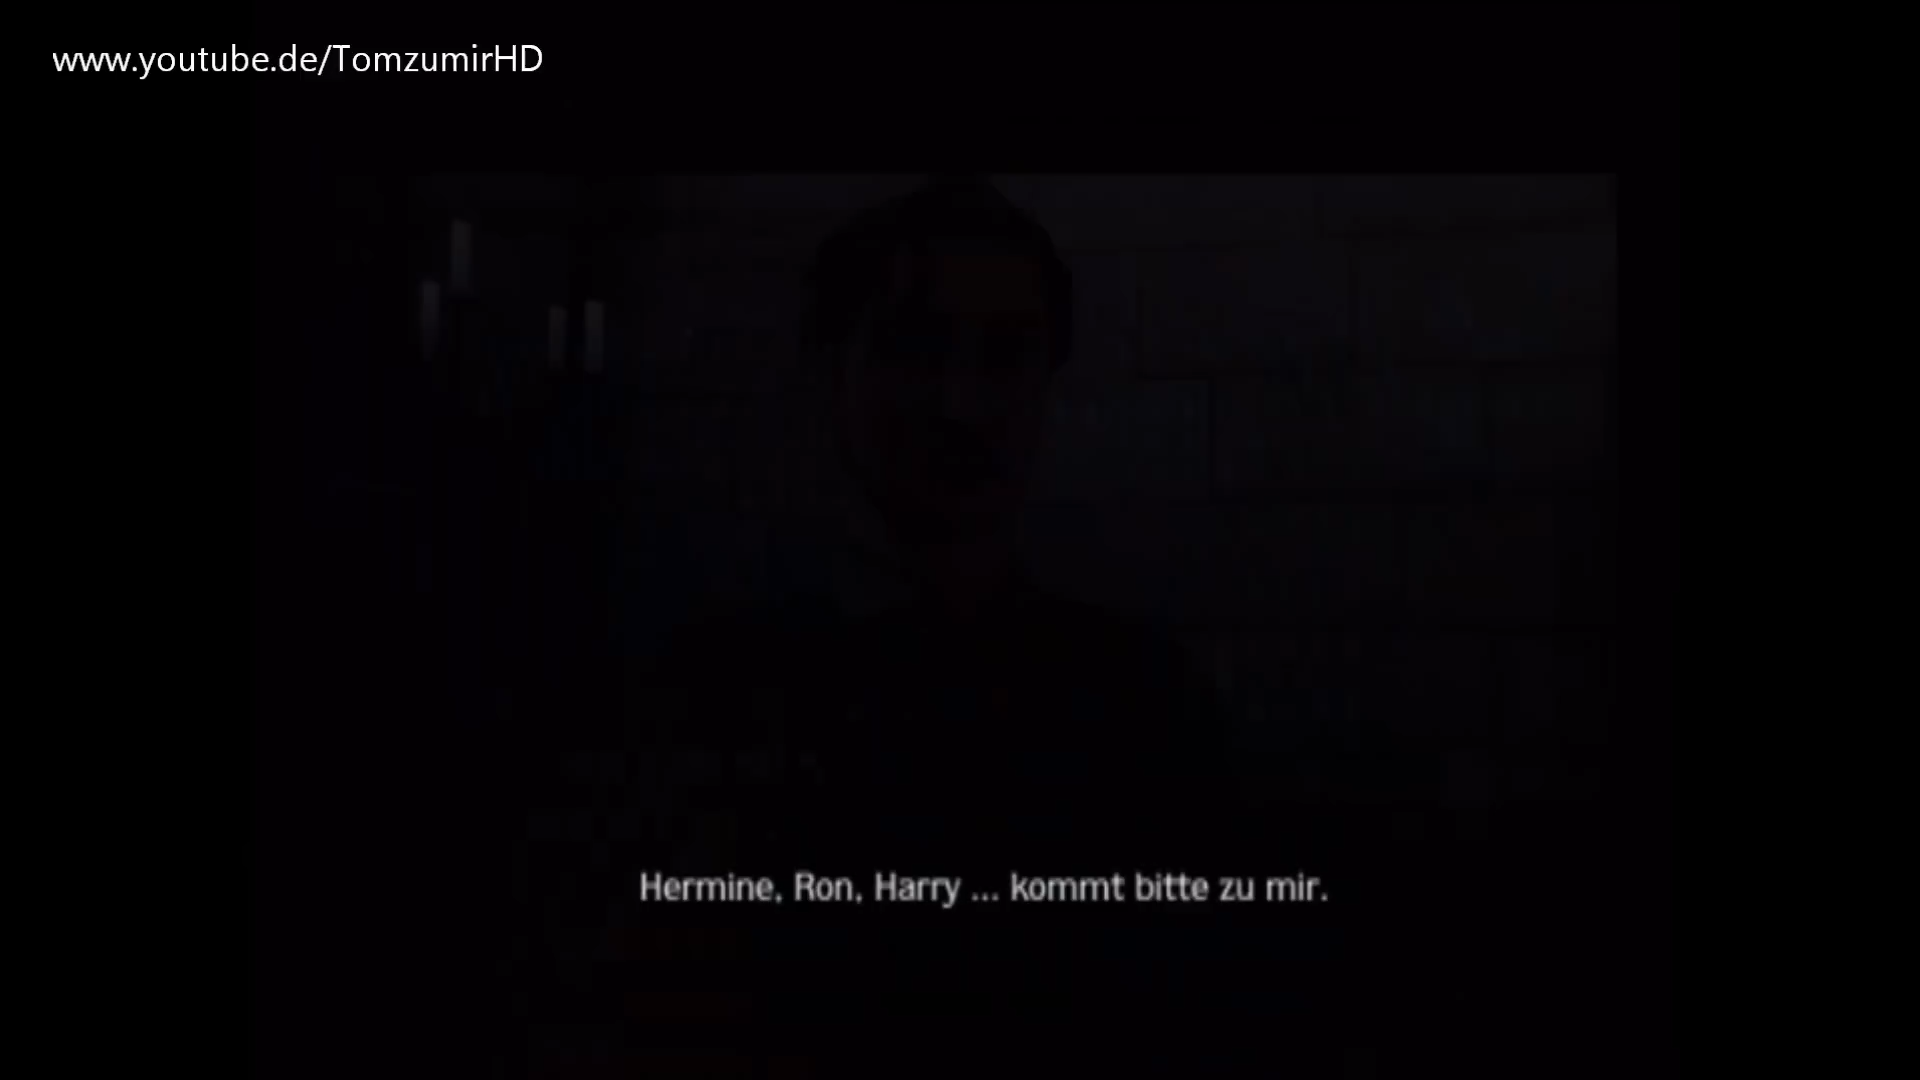 www.youtube.de/TomzumirHD
Hermine, Ron, Harry ... kommt bitte zu mir.